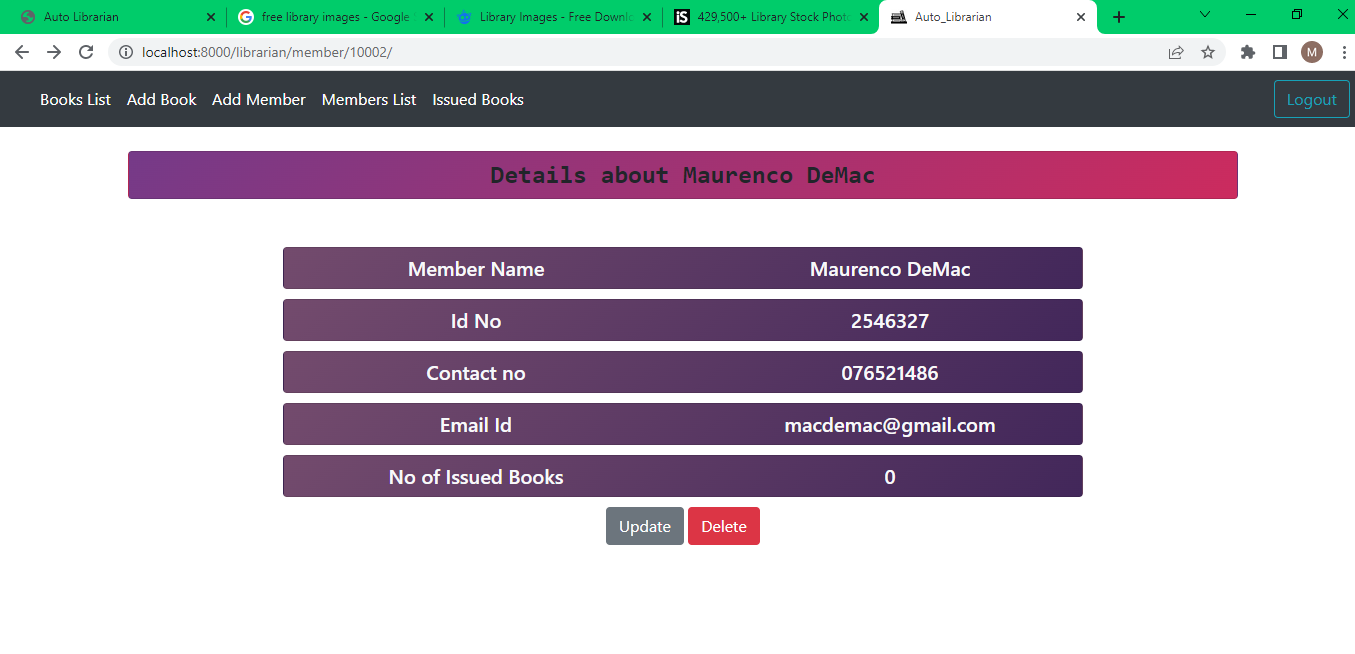 Auto Librarian
free library images - Google
Library Images - Free Downlo
429,500+ Library Stock Photo
Auto_Librarian
localhost:8000/librarian/member/10002/
M
Books List Add Book Add Member Members List Issued Books Logout
Details about Maurenco DeMac
Member Name Maurenco DeMac
Id No 2546327
Contact no 076521486
Email Id macdemac@gmail.com
No of Issued Books 0
Update Delete